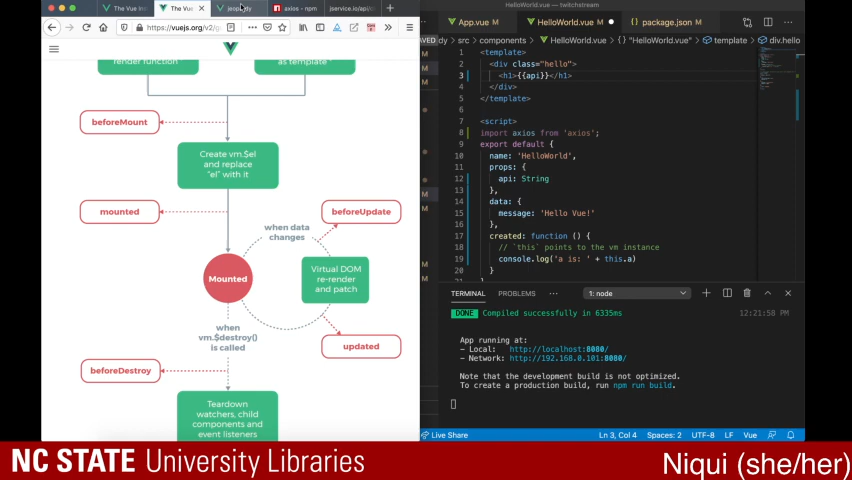 HelloWorld.vue — twitchstream
The Vue Ins
The Vue
jeopardy
axios - npm
jservice.io/api/c
https://vuejs.org/v2/g
render function
as template *
beforeMount
Create vm.$el
and replace
"el" with it
mounted
beforeUpdate
when data
changes
Mounted
Virtual DOM
re-render
and patch
when
vm.$destroy()
is called
updated
beforeDestroy
Teardown
watchers, child
components and
event listeners
App.vue M
HelloWorld.vue
package.json M
AVED
dy > src > components > HelloWorld.vue > {} "HelloWorld.vue" > template > div.hello
1 <template>
2 <div class="hello">
3 <h1>{{api}}</h1>
4 </div>
5 </template>
6
7 <script>
8 import axios from 'axios';
9 export default {
10 name: 'HelloWorld',
11 props: {
12 api: String
13 },
14 data: {
15 message: 'Hello Vue!'
16 },
17 created: function () {
18 // `this` points to the vm instance
19 console.log('a is: ' + this.a)
20 }
TERMINAL PROBLEMS ··· 1: node
DONE Compiled successfully in 6335ms 12:21:58 PM
App running at:
- Local: http://localhost:8080/
- Network: http://192.168.0.101:8080/
Note that the development build is not optimized.
To create a production build, run npm run build.
Live Share Ln 3, Col 4 Spaces: 2 UTF-8 LF Vue
NC STATE University Libraries
Niqui (she/her)